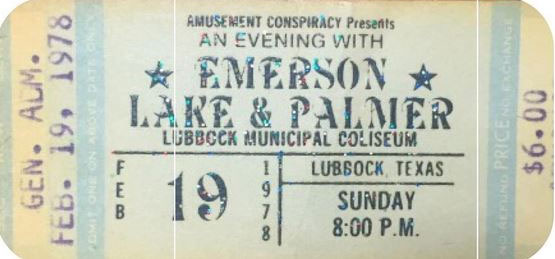 GEN. ADM.
FEB. 19, 1978
ADMIT ONE ON ABOVE DATE ONLY
AMUSEMENT CONSPIRACY Presents
AN EVENING WITH
★ EMERSON ★
LAKE & PALMER
LUBBOCK MUNICIPAL COLISEUM
FEB
19
1978
LUBBOCK, TEXAS
SUNDAY
8:00 P.M.
NO REFUND PRICE NO EXCHANGE
$6.00